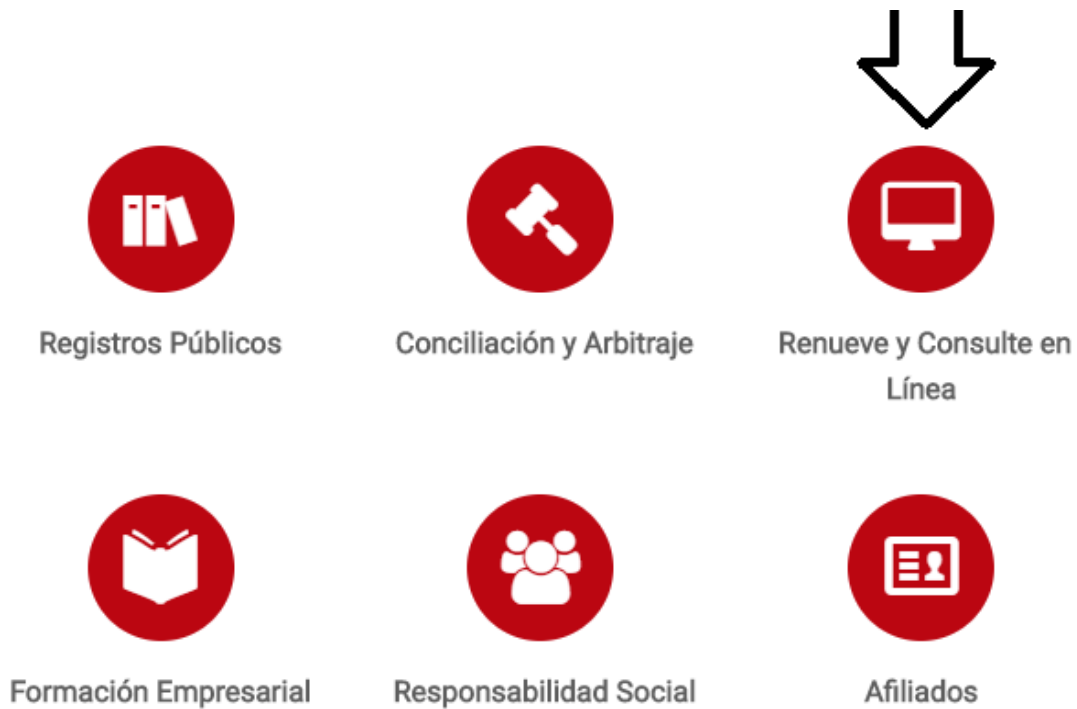 Registros Públicos
Conciliación y Arbitraje
Renueve y Consulte en
Línea
Formación Empresarial
Responsabilidad Social
Afiliados